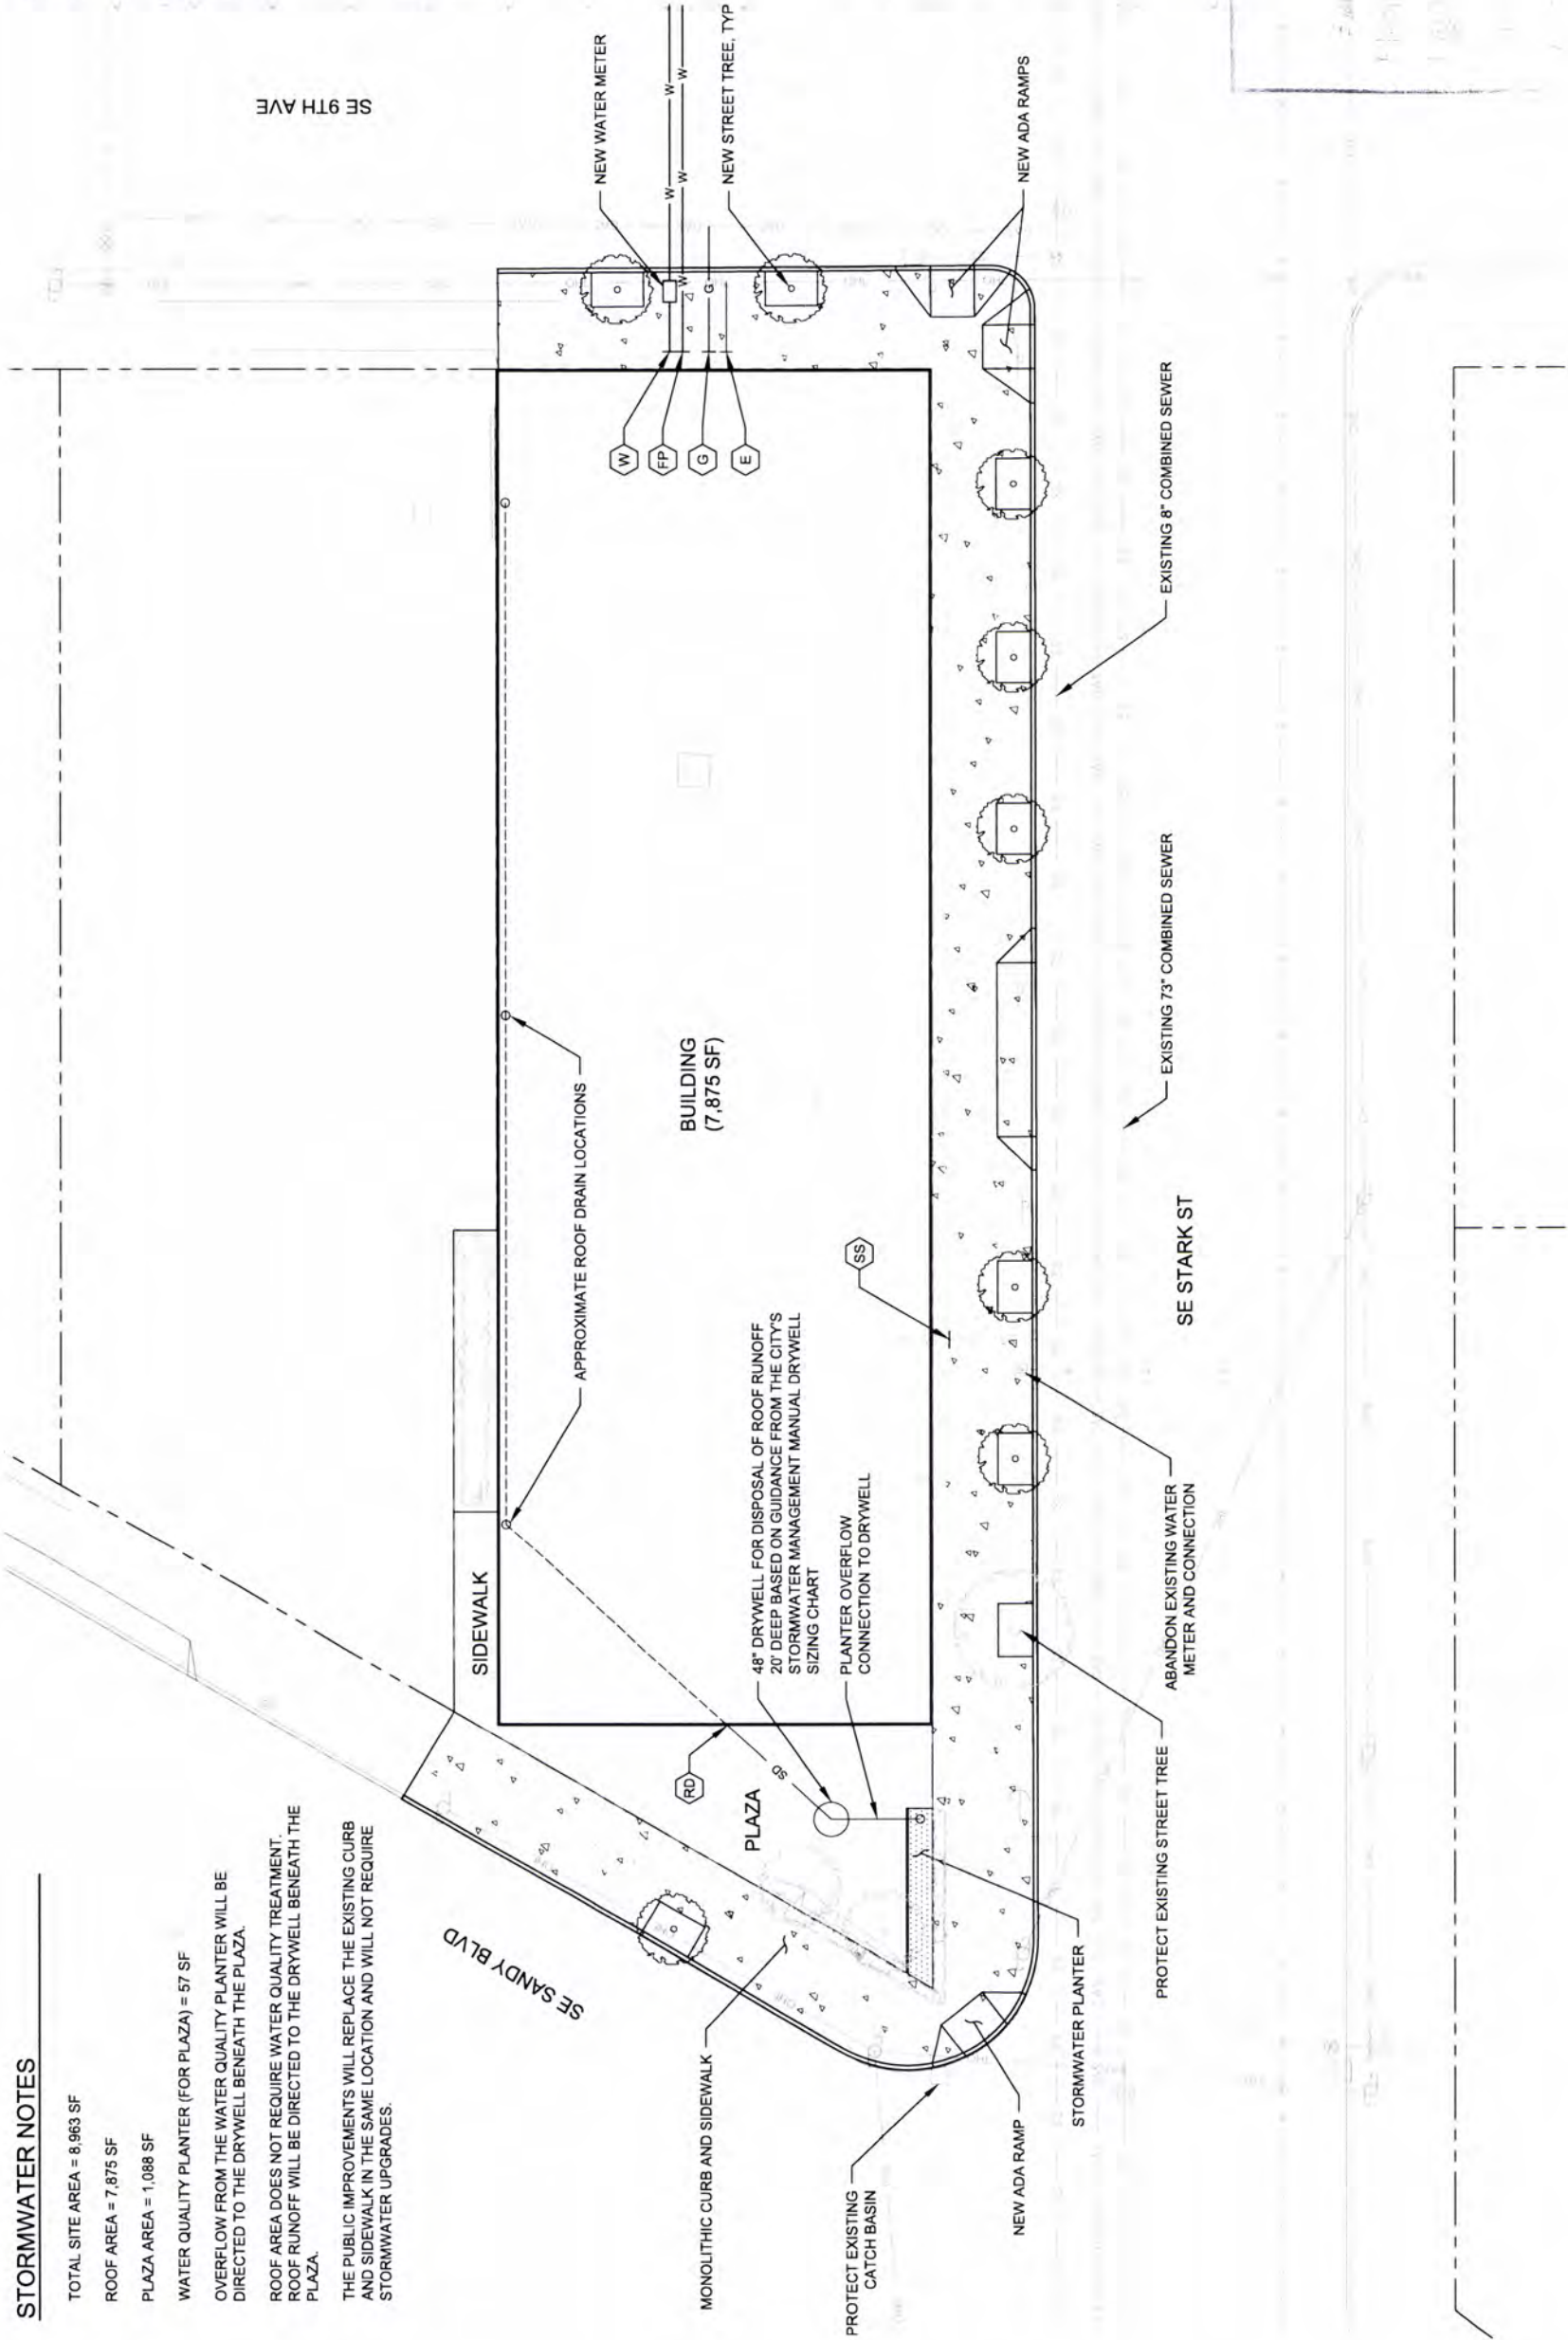 STORMWATER NOTES
TOTAL SITE AREA = 8,963 SF
ROOF AREA = 7,875 SF
PLAZA AREA = 1,088 SF
WATER QUALITY PLANTER (FOR PLAZA) = 57 SF
OVERFLOW FROM THE WATER QUALITY PLANTER WILL BE
DIRECTED TO THE DRYWELL BENEATH THE PLAZA.
ROOF AREA DOES NOT REQUIRE WATER QUALITY TREATMENT.
ROOF RUNOFF WILL BE DIRECTED TO THE DRYWELL BENEATH THE
PLAZA.
THE PUBLIC IMPROVEMENTS WILL REPLACE THE EXISTING CURB
AND SIDEWALK IN THE SAME LOCATION AND WILL NOT REQUIRE
STORMWATER UPGRADES.
SE SANDY BLVD
SIDEWALK
SE 9TH AVE
APPROXIMATE ROOF DRAIN LOCATIONS
NEW WATER METER
W
FP
G
E
W
W
W
W
W
G
NEW STREET TREE, TYP
BUILDING
(7,875 SF)
RD
SD
PLAZA
48" DRYWELL FOR DISPOSAL OF ROOF RUNOFF
20' DEEP BASED ON GUIDANCE FROM THE CITY'S
STORMWATER MANAGEMENT MANUAL DRYWELL
SIZING CHART
PLANTER OVERFLOW
CONNECTION TO DRYWELL
SS
MONOLITHIC CURB AND SIDEWALK
PROTECT EXISTING
CATCH BASIN
NEW ADA RAMP
STORMWATER PLANTER
PROTECT EXISTING STREET TREE
ABANDON EXISTING WATER
METER AND CONNECTION
SE STARK ST
EXISTING 73" COMBINED SEWER
EXISTING 8" COMBINED SEWER
NEW ADA RAMPS